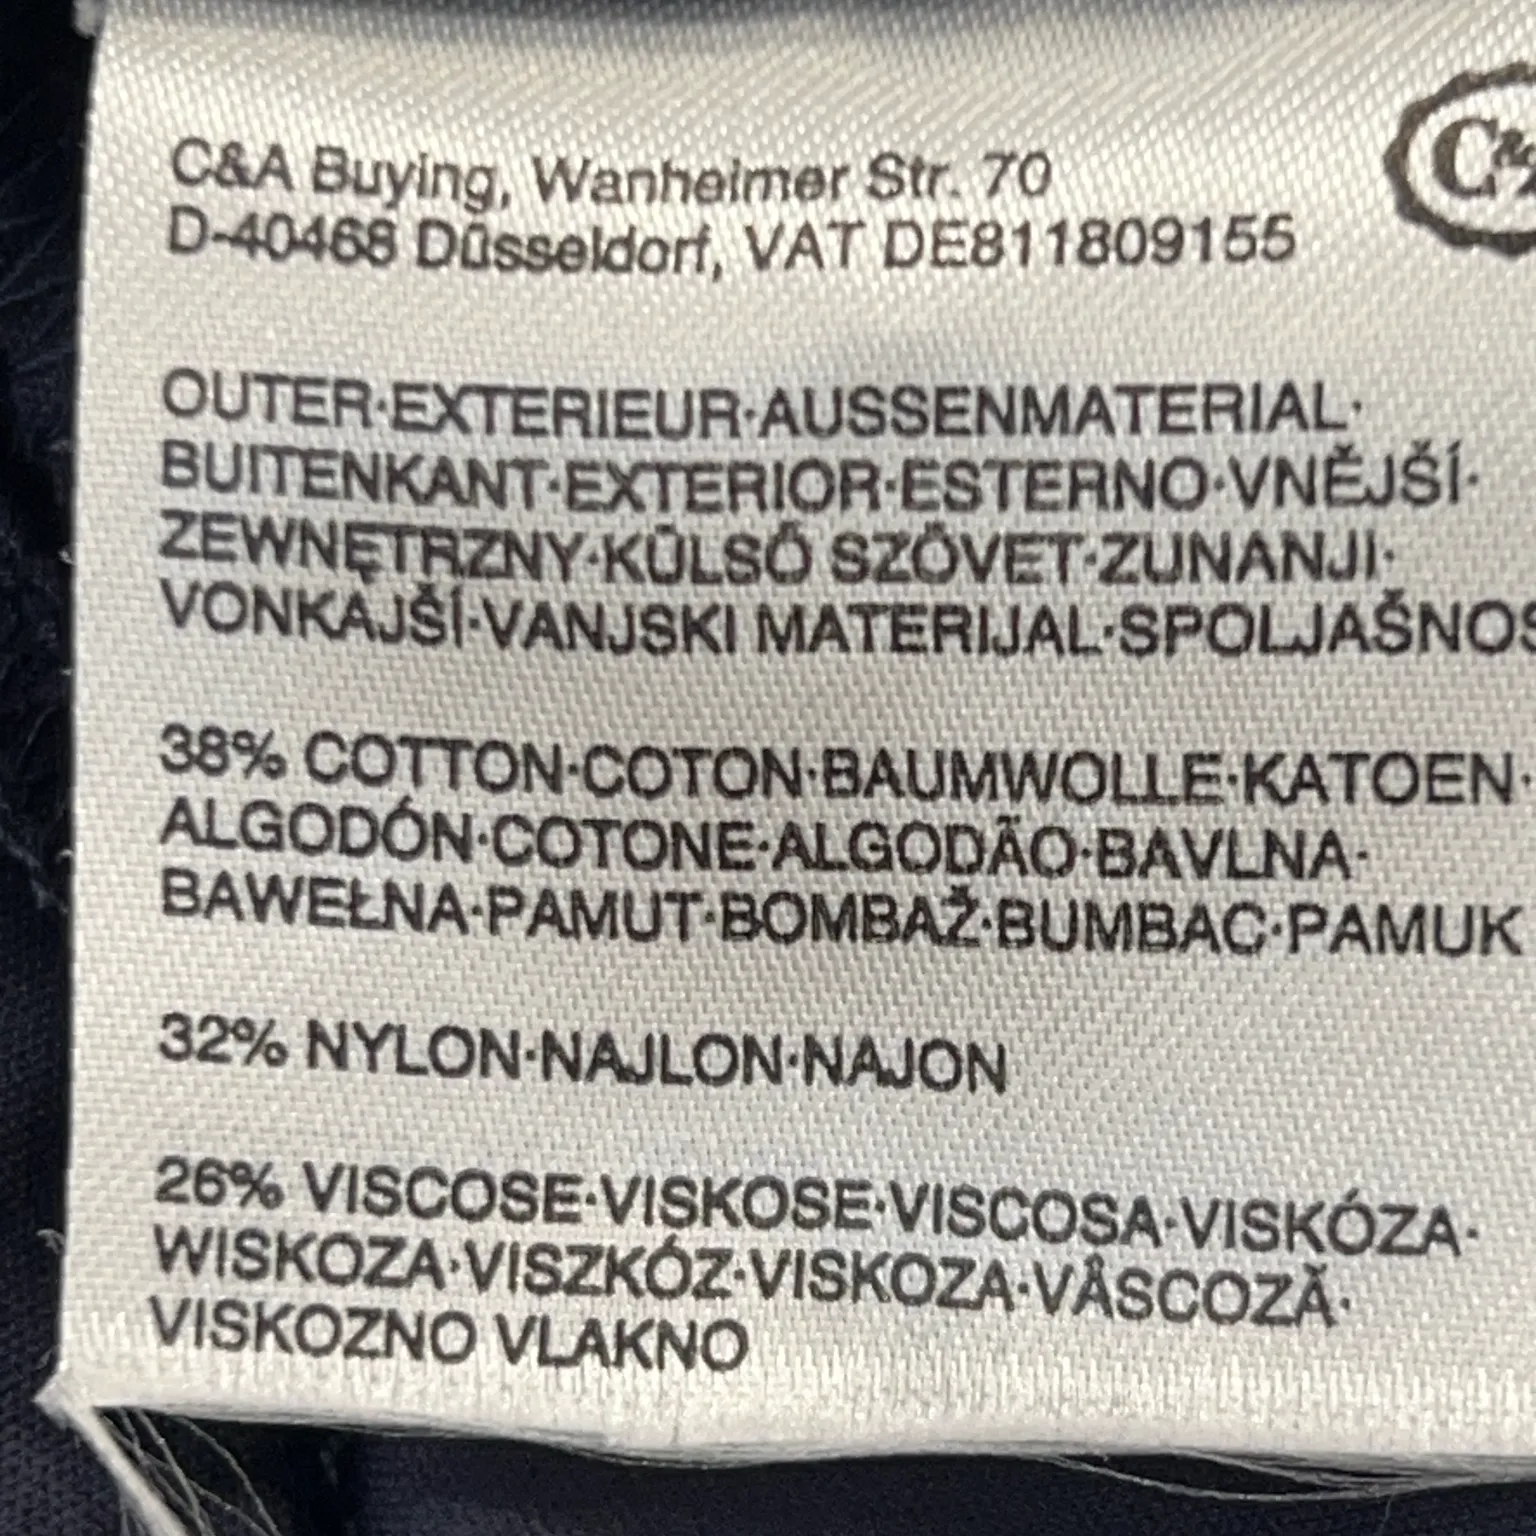 C&A Buying, Wanheimer Str. 70
D-40468 Düsseldorf, VAT DE811809155
C&A
OUTER·EXTERIEUR·AUSSENMATERIAL·
BUITENKANT·EXTERIOR·ESTERNO·VNĚJŠÍ·
ZEWNĘTRZNY·KÜLSŐ SZÖVET·ZUNANJI·
VONKAJŠÍ·VANJSKI MATERIJAL·SPOLJAŠNOS
38% COTTON·COTON·BAUMWOLLE·KATOEN·
ALGODÓN·COTONE·ALGODÃO·BAVLNA·
BAWEŁNA·PAMUT·BOMBAŽ·BUMBAC·PAMUK
32% NYLON·NAJLON·NAJON
26% VISCOSE·VISKOSE·VISCOSA·VISKÓZA·
WISKOZA·VISZKÓZ·VISKOZA·VÂSCOZĂ·
VISKOZNO VLAKNO